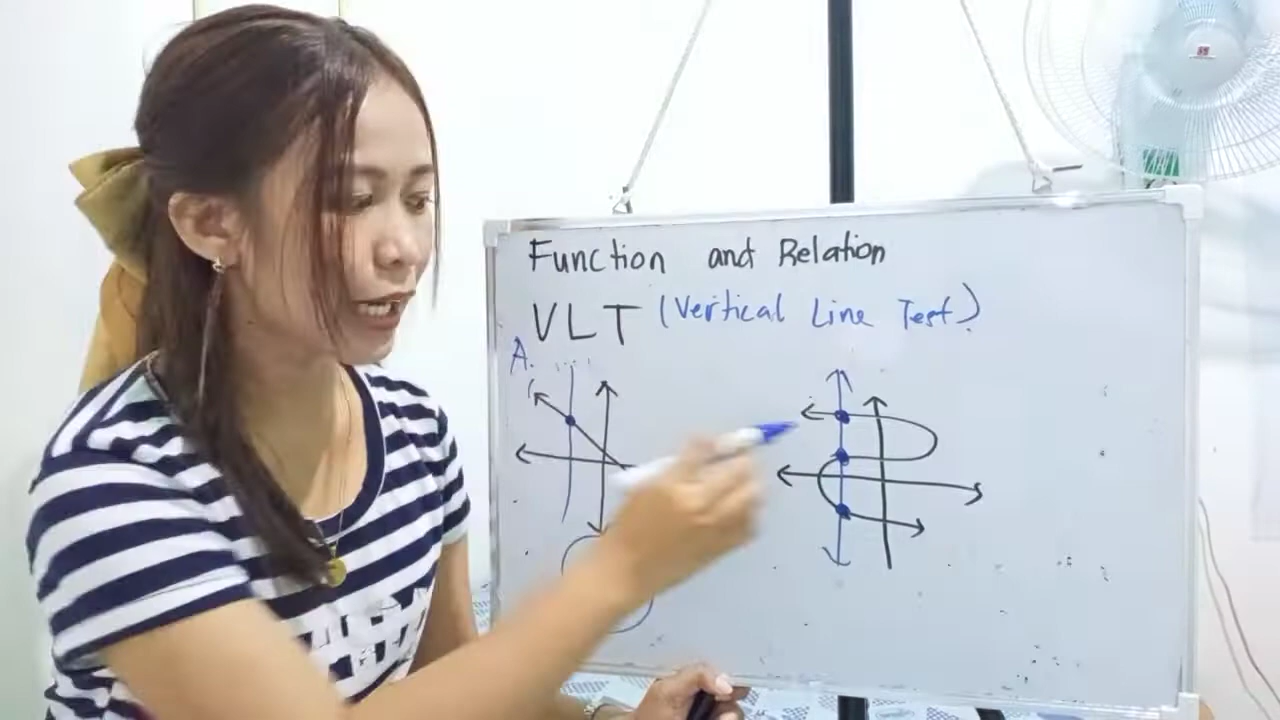 Function and Relation
VLT (Vertical Line Test)
A.